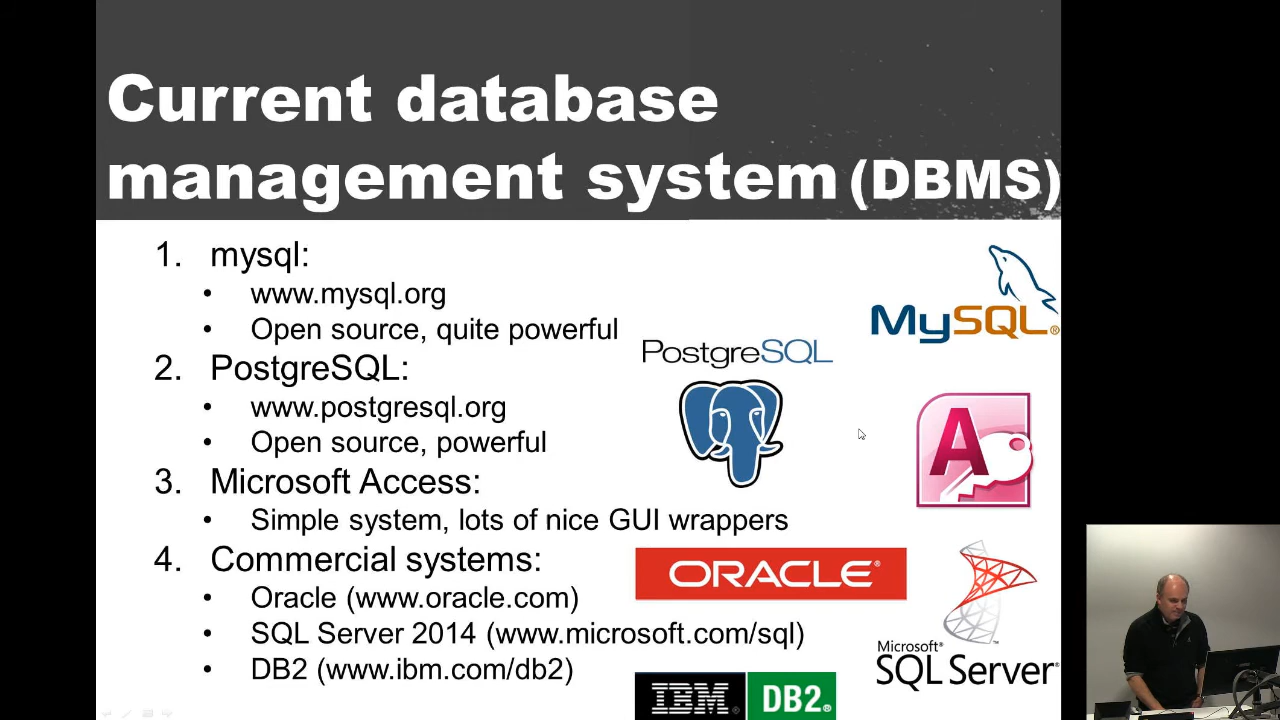 Current database
management system (DBMS)
1. mysql:
• www.mysql.org
• Open source, quite powerful
2. PostgreSQL:
• www.postgresql.org
• Open source, powerful
3. Microsoft Access:
• Simple system, lots of nice GUI wrappers
4. Commercial systems:
• Oracle (www.oracle.com)
• SQL Server 2014 (www.microsoft.com/sql)
• DB2 (www.ibm.com/db2)
MySQL®
PostgreSQL
A
ORACLE®
Microsoft®
SQL Server®
IBM® DB2®